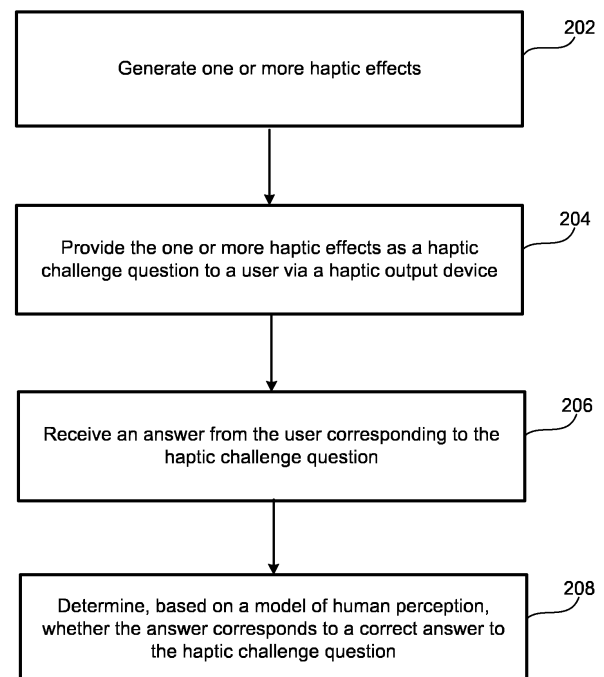 202
Generate one or more haptic effects
204
Provide the one or more haptic effects as a haptic
challenge question to a user via a haptic output device
206
Receive an answer from the user corresponding to the
haptic challenge question
208
Determine, based on a model of human perception,
whether the answer corresponds to a correct answer to
the haptic challenge question